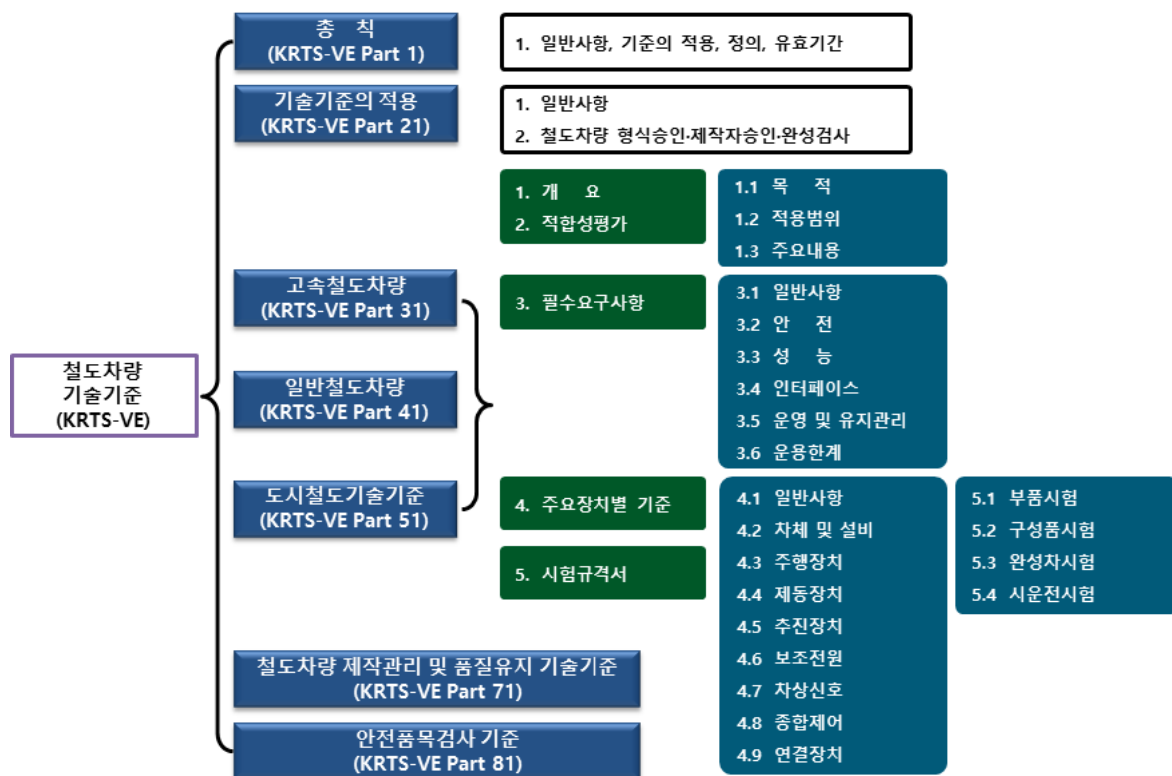 철도차량
기술기준
(KRTS-VE)
총 칙
(KRTS-VE Part 1)
1. 일반사항, 기준의 적용, 정의, 유효기간
기술기준의 적용
(KRTS-VE Part 21)
1. 일반사항
2. 철도차량 형식승인·제작자승인·완성검사
고속철도차량
(KRTS-VE Part 31)
일반철도차량
(KRTS-VE Part 41)
도시철도기술기준
(KRTS-VE Part 51)
1. 개 요
2. 적합성평가
1.1 목 적
1.2 적용범위
1.3 주요내용
3. 필수요구사항
3.1 일반사항
3.2 안 전
3.3 성 능
3.4 인터페이스
3.5 운영 및 유지관리
3.6 운용한계
4. 주요장치별 기준
4.1 일반사항
4.2 차체 및 설비
4.3 주행장치
4.4 제동장치
4.5 추진장치
4.6 보조전원
4.7 차상신호
4.8 종합제어
4.9 연결장치
5. 시험규격서
5.1 부품시험
5.2 구성품시험
5.3 완성차시험
5.4 시운전시험
철도차량 제작관리 및 품질유지 기술기준
(KRTS-VE Part 71)
안전품목검사 기준
(KRTS-VE Part 81)